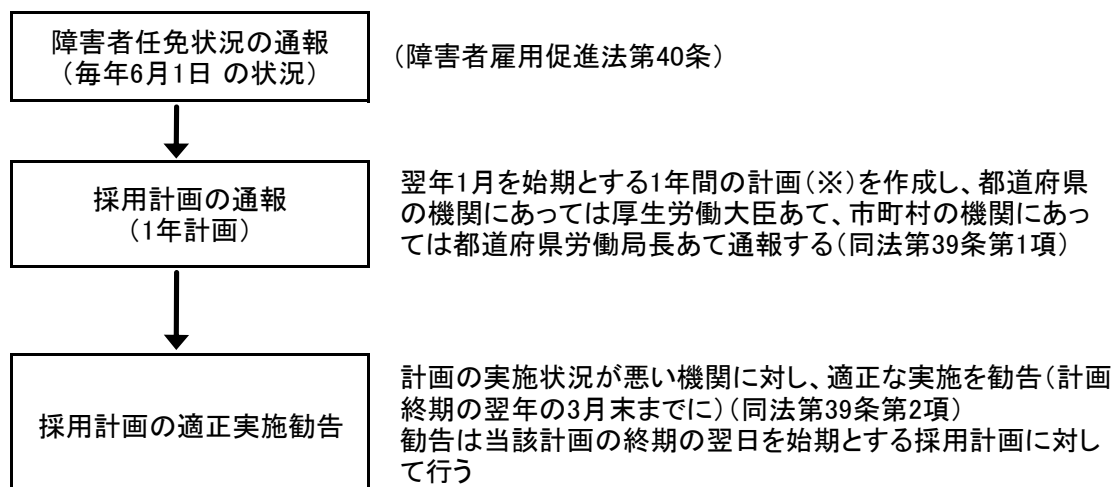 障害者任免状況の通報
（毎年6月1日 の状況）
（障害者雇用促進法第40条）
採用計画の通報
（1年計画）
翌年1月を始期とする1年間の計画（※）を作成し、都道府県
の機関にあっては厚生労働大臣あて、市町村の機関にあっ
ては都道府県労働局長あて通報する（同法第39条第1項）
採用計画の適正実施勧告
計画の実施状況が悪い機関に対し、適正な実施を勧告（計画
終期の翌年の3月末までに）（同法第39条第2項）
勧告は当該計画の終期の翌日を始期とする採用計画に対し
て行う